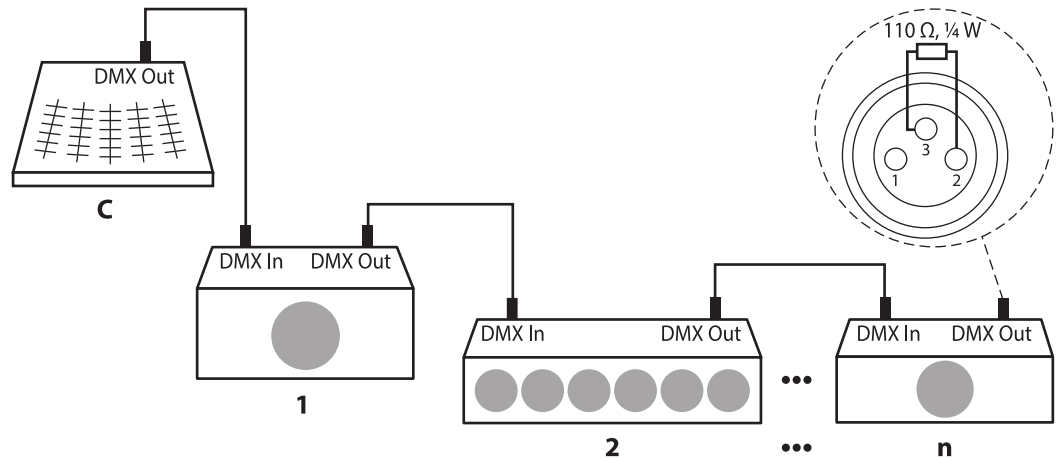 110 Ω, ¼ W
DMX Out
3
1
2
C
DMX In
DMX Out
1
DMX In
DMX Out
•••
DMX In
DMX Out
2
•••
n